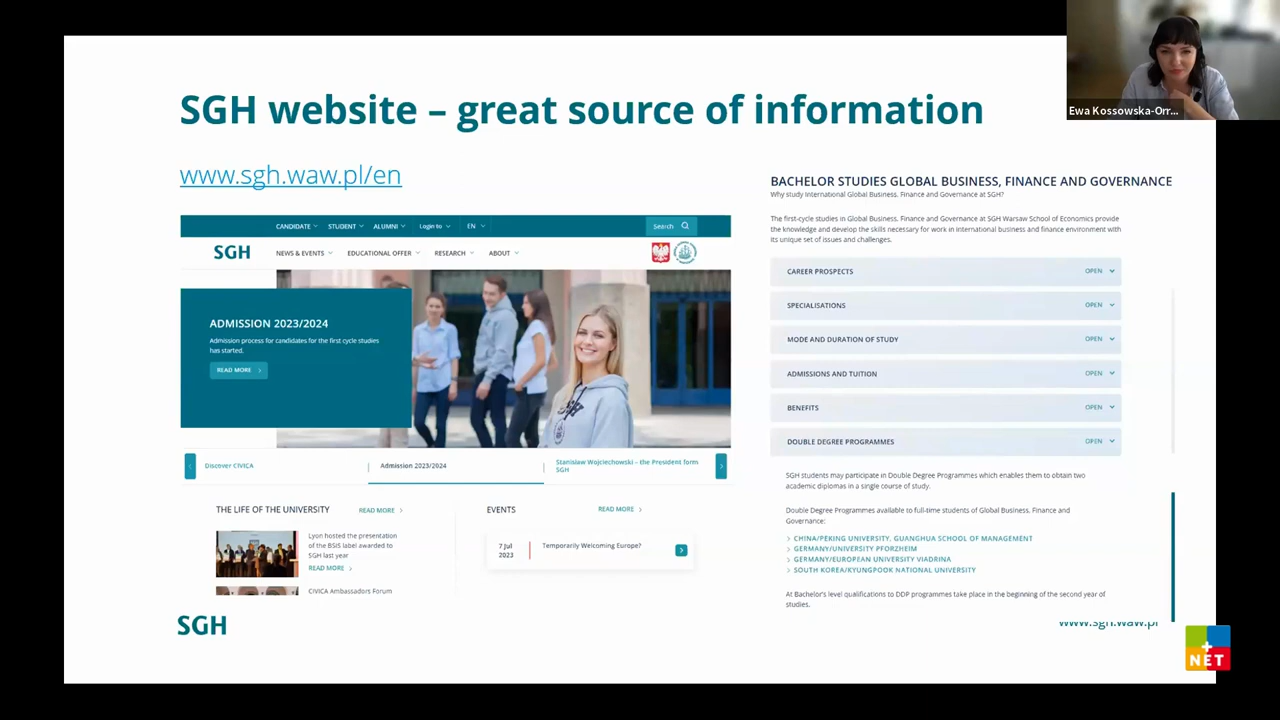 SGH website – great source of information
www.sgh.waw.pl/en
CANDIDATE
STUDENT
ALUMNI
Login to
EN
Search
SGH
NEWS & EVENTS
EDUCATIONAL OFFER
RESEARCH
ABOUT
ADMISSION 2023/2024
Admission process for candidates for the first cycle studies
has started.
READ MORE
Discover CIVICA
Admission 2023/2024
Stanisław Wojciechowski – the President form
SGH
THE LIFE OF THE UNIVERSITY
READ MORE
Lyon hosted the presentation
of the BSIS label awarded to
SGH last year
READ MORE
CIVICA Ambassadors Forum
EVENTS
READ MORE
7 Jul
2023
Temporarily Welcoming Europe?
BACHELOR STUDIES GLOBAL BUSINESS, FINANCE AND GOVERNANCE
Why study International Global Business, Finance and Governance at SGH?
The first-cycle studies in Global Business, Finance and Governance at SGH Warsaw School of Economics provide
the knowledge and develop the skills necessary for work in international business and finance environment with
its unique set of issues and challenges.
CAREER PROSPECTS OPEN
SPECIALISATIONS OPEN
MODE AND DURATION OF STUDY OPEN
ADMISSIONS AND TUITION OPEN
BENEFITS OPEN
DOUBLE DEGREE PROGRAMMES OPEN
SGH students may participate in Double Degree Programmes which enables them to obtain two
academic diplomas in a single course of study.
Double Degree Programmes available to full-time students of Global Business, Finance and
Governance:
CHINA/PEKING UNIVERSITY, GUANGHUA SCHOOL OF MANAGEMENT
GERMANY/UNIVERSITY PFORZHEIM
GERMANY/EUROPEAN UNIVERSITY VIADRINA
SOUTH KOREA/KYUNGPOOK NATIONAL UNIVERSITY
At Bachelor's level qualifications to DDP programmes take place in the beginning of the second year of
studies.
SGH
www.sgh.waw.pl
Ewa Kossowska-Orr...
NET